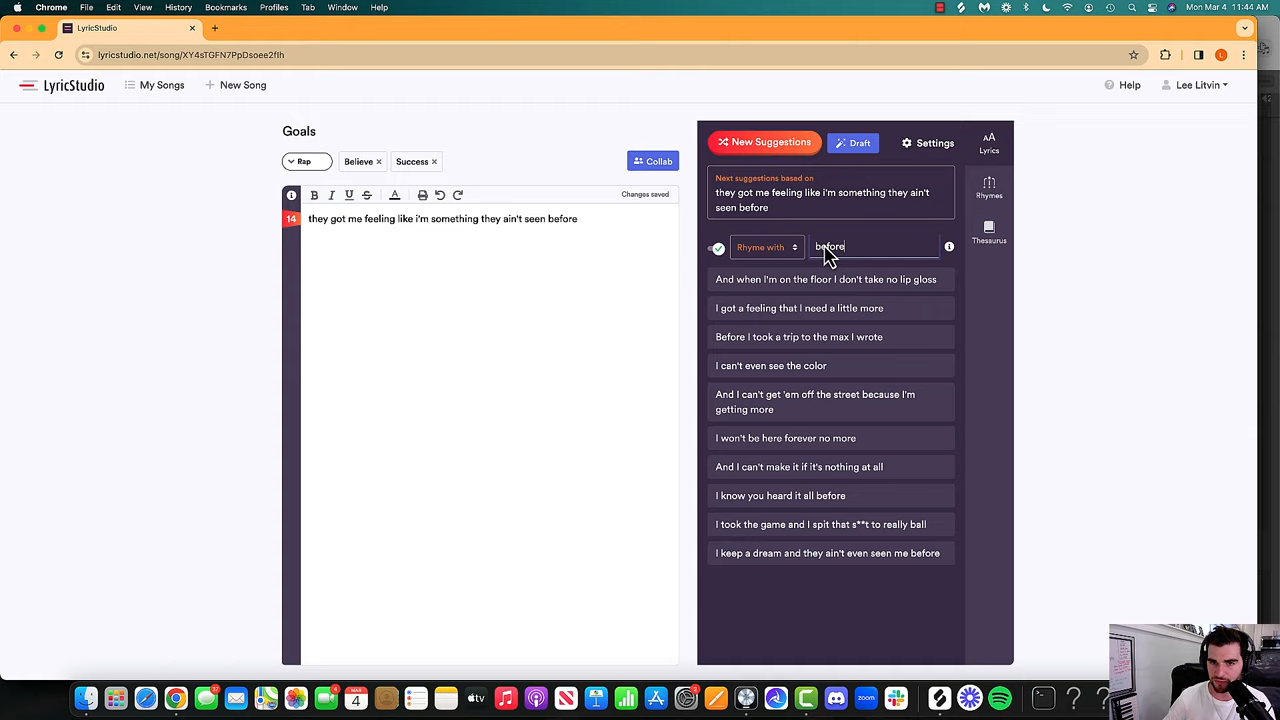 Chrome File Edit View History Bookmarks Profiles Tab Window Help
Mon Mar 4 11:44 AM
LyricStudio
lyricstudio.net/song/XY4sTGFN7PpDsoee2fIh
LyricStudio My Songs New Song
Help Lee Litvin
Goals
Rap Believe Success Collab
B I U S A Changes saved
14 they got me feeling like i'm something they ain't seen before
New Suggestions Draft Settings
Lyrics
Rhymes
Thesaurus
Next suggestions based on
they got me feeling like i'm something they ain't
seen before
Rhyme with before
And when I'm on the floor I don't take no lip gloss
I got a feeling that I need a little more
Before I took a trip to the max I wrote
I can't even see the color
And I can't get 'em off the street because I'm
getting more
I won't be here forever no more
And I can't make it if it's nothing at all
I know you heard it all before
I took the game and I spit that s**t to really ball
I keep a dream and they ain't even seen me before
MAR
4
tv
zoom